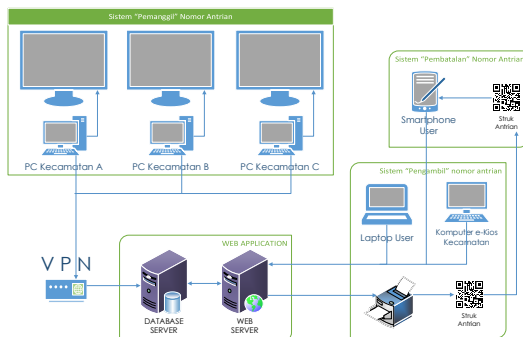 Sistem "Pemanggil" Nomor Antrian
PC Kecamatan A
PC Kecamatan B
PC Kecamatan C
Sistem "Pembatalan" Nomor Antrian
Smartphone
User
Struk
Antrian
Sistem "Pengambil" nomor antrian
Laptop User
Komputer e-Kios
Kecamatan
VPN
WEB APPLICATION
DATABASE
SERVER
WEB
SERVER
Struk
Antrian